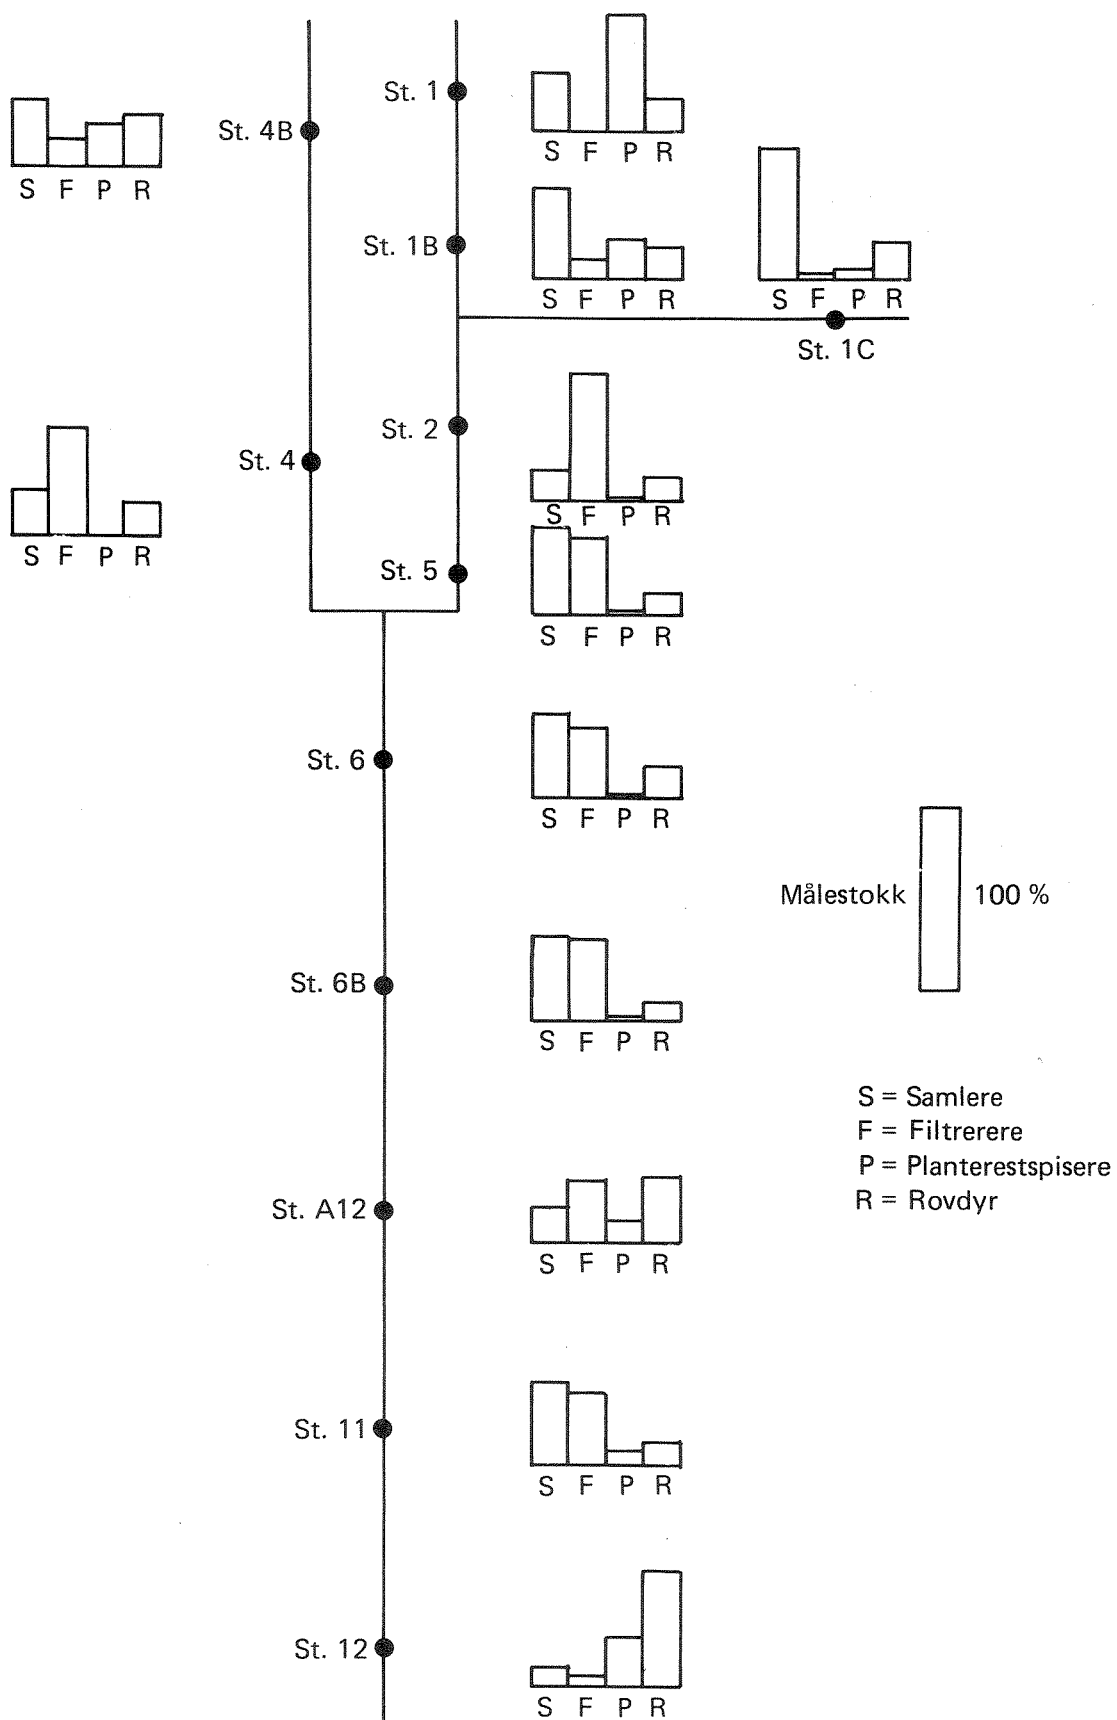 St. 1
S F P R
St. 4B
S F P R
St. 1B
S F P R
S F P R
St. 1C
St. 2
S F P R
St. 4
S F P R
St. 5
S F P R
St. 6
S F P R
Målestokk 100 %
St. 6B
S F P R
S = Samlere
F = Filtrerere
P = Planterestspisere
R = Rovdyr
St. A12
S F P R
St. 11
S F P R
St. 12
S F P R